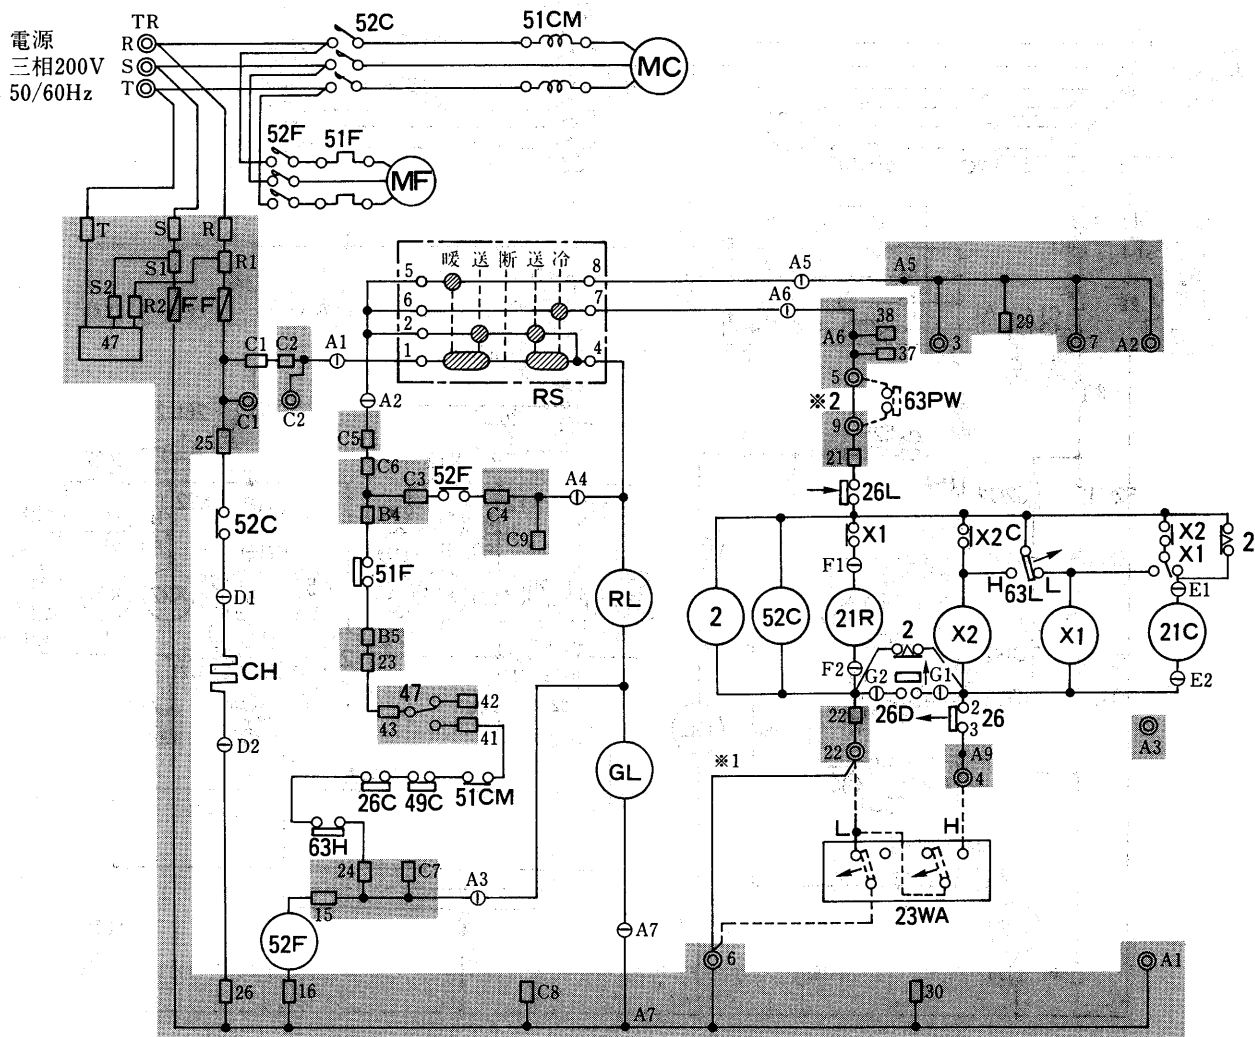 TR
電源
三相200V
50/60Hz
R
S
T
52C
51CM
MC
52F
51F
MF
T
S
R
S1
R1
S2
R2
F
F
47
C1
C2
A1
C1
C2
25
暖 送 断 送 冷
5
8
6
7
2
1
4
RS
A2
A5
A6
A5
29
3
7
A2
38
A6
37
5
※2
63PW
9
21
26L
C5
C6
C3
52F
C4
A4
C9
B4
51F
B5
23
47
42
43
41
26C
49C
51CM
63H
24
C7
15
A3
52F
16
52C
D1
CH
D2
26
RL
GL
A7
A7
C8
X1
F1
X2
C
H
63L
L
X2
X1
2
E1
2
52C
21R
X2
X1
21C
F2
2
G2
G1
E2
26D
2
3
26
22
22
※1
A9
4
A3
L
H
23WA
6
30
A1